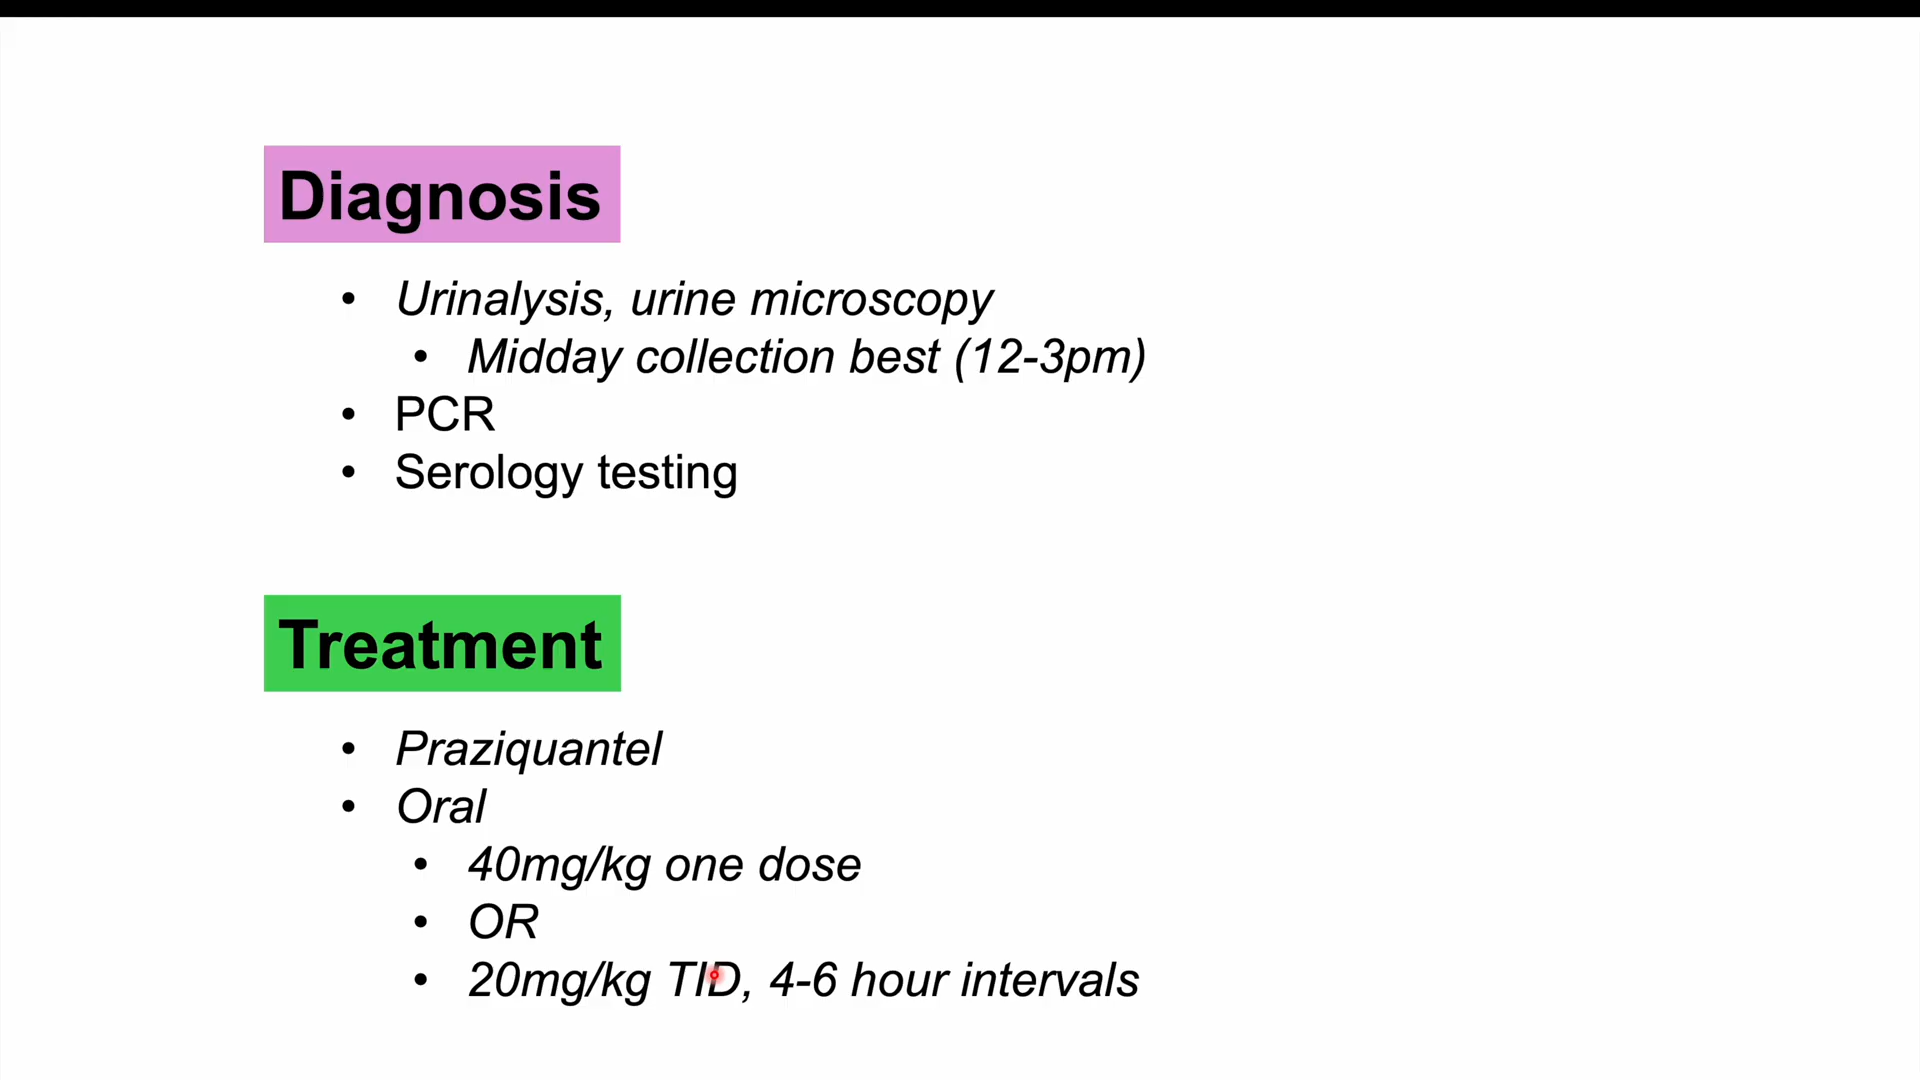 Diagnosis
• Urinalysis, urine microscopy
• Midday collection best (12-3pm)
• PCR
• Serology testing
Treatment
• Praziquantel
• Oral
• 40mg/kg one dose
• OR
• 20mg/kg TID, 4-6 hour intervals